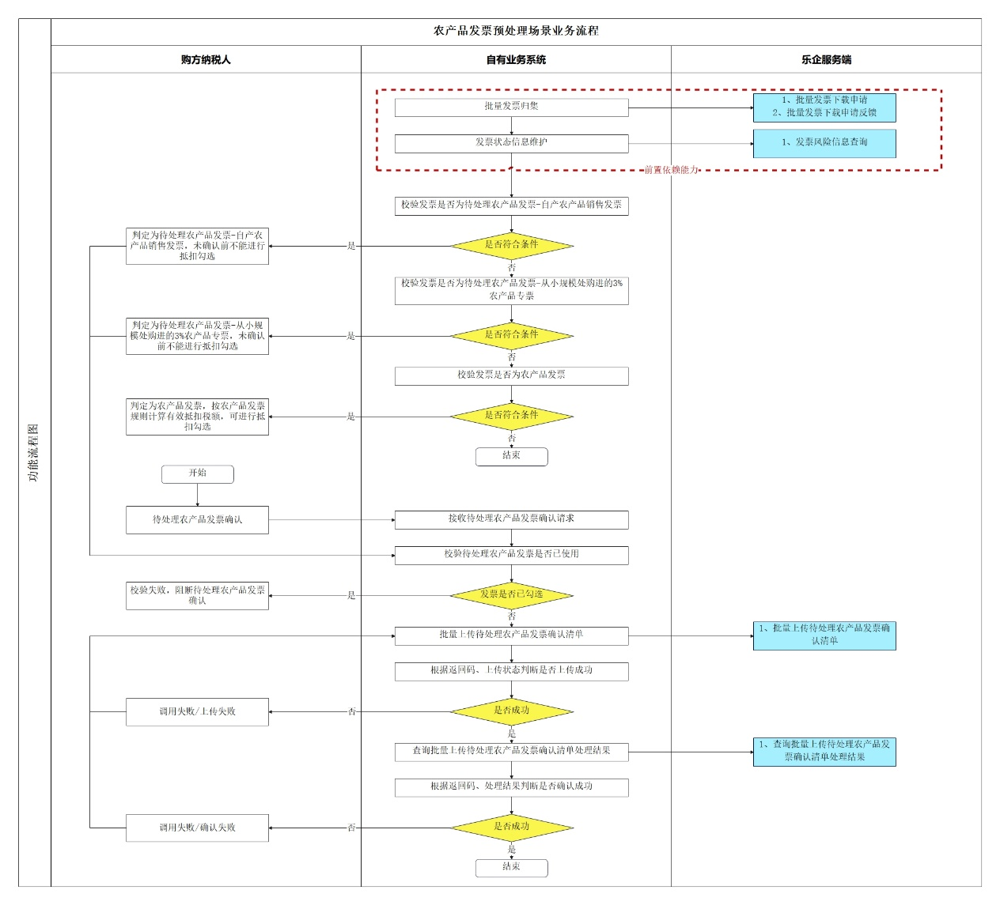 农产品发票预处理场景业务流程
购方纳税人
自有业务系统
乐企服务端
功能流程图
批量发票归集
1、批量发票下载申请
2、批量发票下载申请反馈
发票状态信息维护
1、发票风险信息查询
前置依赖能力
校验发票是否为待处理农产品发票-自产农产品销售发票
判定为待处理农产品发票-自产农
产品销售发票，未确认前不能进行
抵扣勾选
是
是否符合条件
否
校验发票是否为待处理农产品发票-从小规模处购进的3%
农产品专票
判定为待处理农产品发票-从小规
模处购进的3%农产品专票，未确认
前不能进行抵扣勾选
是
是否符合条件
否
校验发票是否为农产品发票
判定为农产品发票，按农产品发票
规则计算有效抵扣税额，可进行抵
扣勾选
是
是否符合条件
否
结束
开始
待处理农产品发票确认
接收待处理农产品发票确认请求
校验待处理农产品发票是否已使用
校验失败，阻断待处理农产品发票
确认
是
发票是否已勾选
否
批量上传待处理农产品发票确认清单
1、批量上传待处理农产品发票确
认清单
根据返回码、上传状态判断是否上传成功
调用失败/上传失败
否
是否成功
是
查询批量上传待处理农产品发票确认清单处理结果
1、查询批量上传待处理农产品发
票确认清单处理结果
根据返回码、处理结果判断是否确认成功
调用失败/确认失败
否
是否成功
是
结束